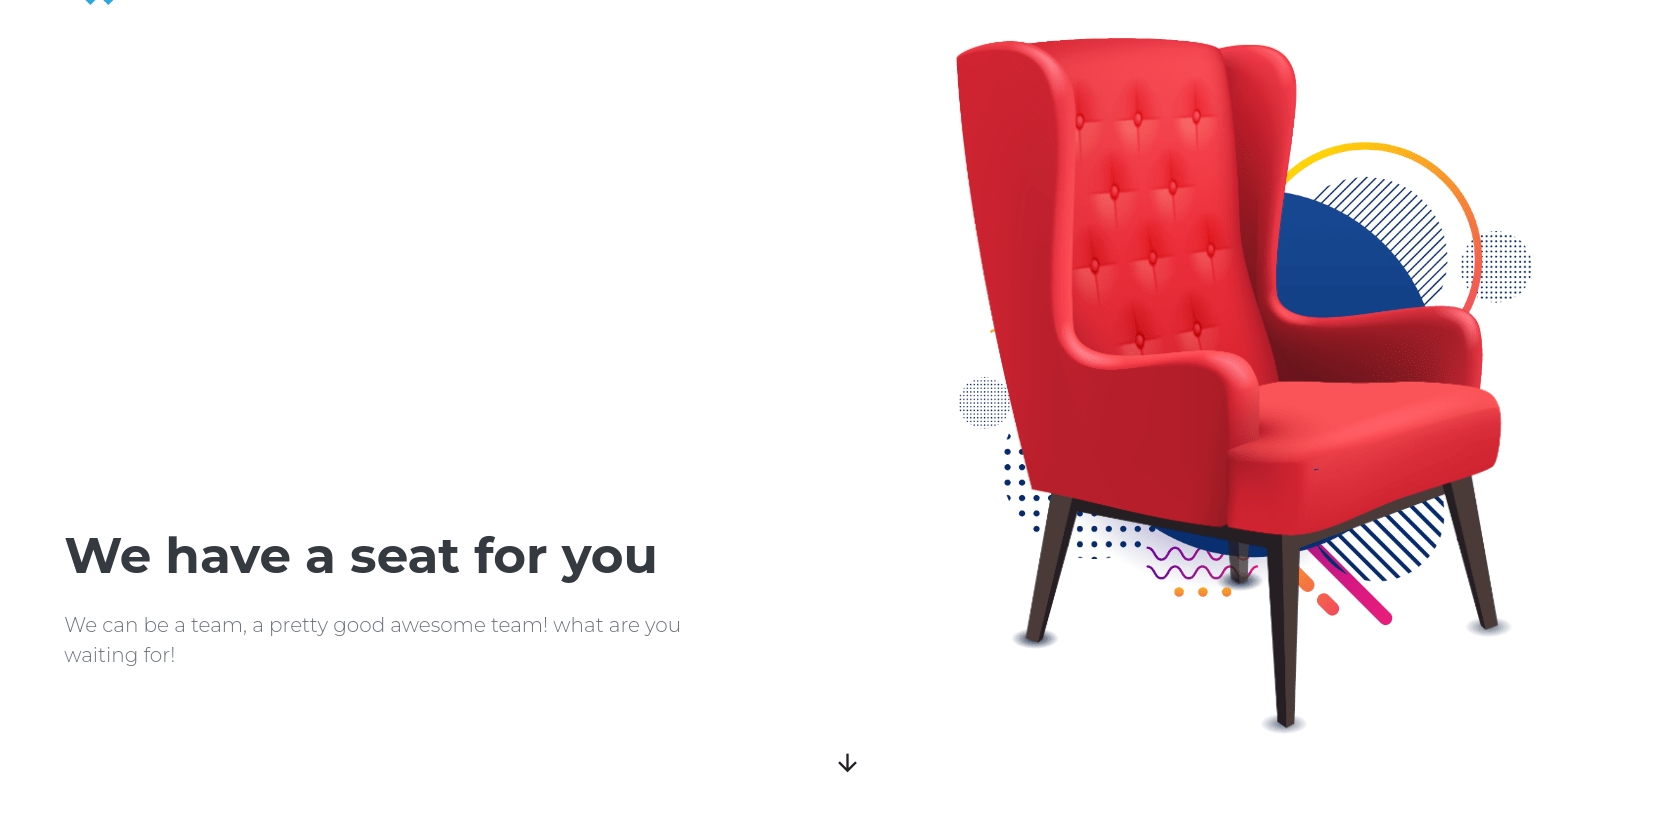 We have a seat for you
We can be a team, a pretty good awesome team! what are you
waiting for!